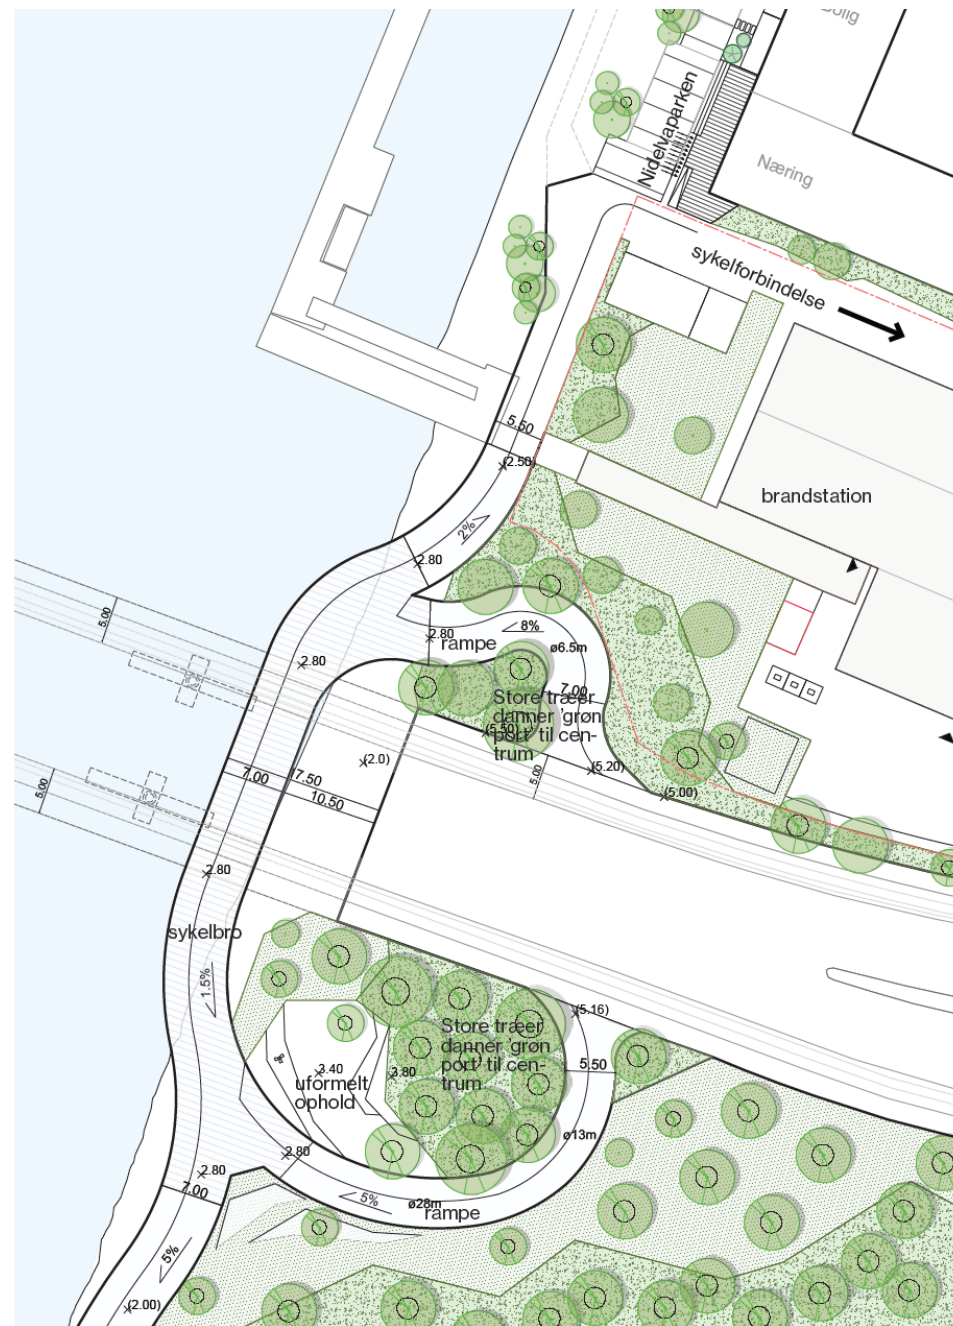 Nidelvaparken
Næring
sykelforbindelse
5.50
(2.50)
brandstation
2%
2.80
5.00
2.80
8%
rampe
ø6.5m
2.80
7.00
Store træer
danner 'grøn
port' til cen-
trum
(5.50)
(5.20)
5.00
(5.00)
(2.0)
7.00
17.50
10.50
5.00
2.80
sykelbro
1.5%
(5.16)
Store træer
danner 'grøn
port' til cen-
trum
5.50
3.40
3.80
uformelt
ophold
ø13m
2.80
2.80
7.00
5%
ø28m
rampe
5%
(2.00)